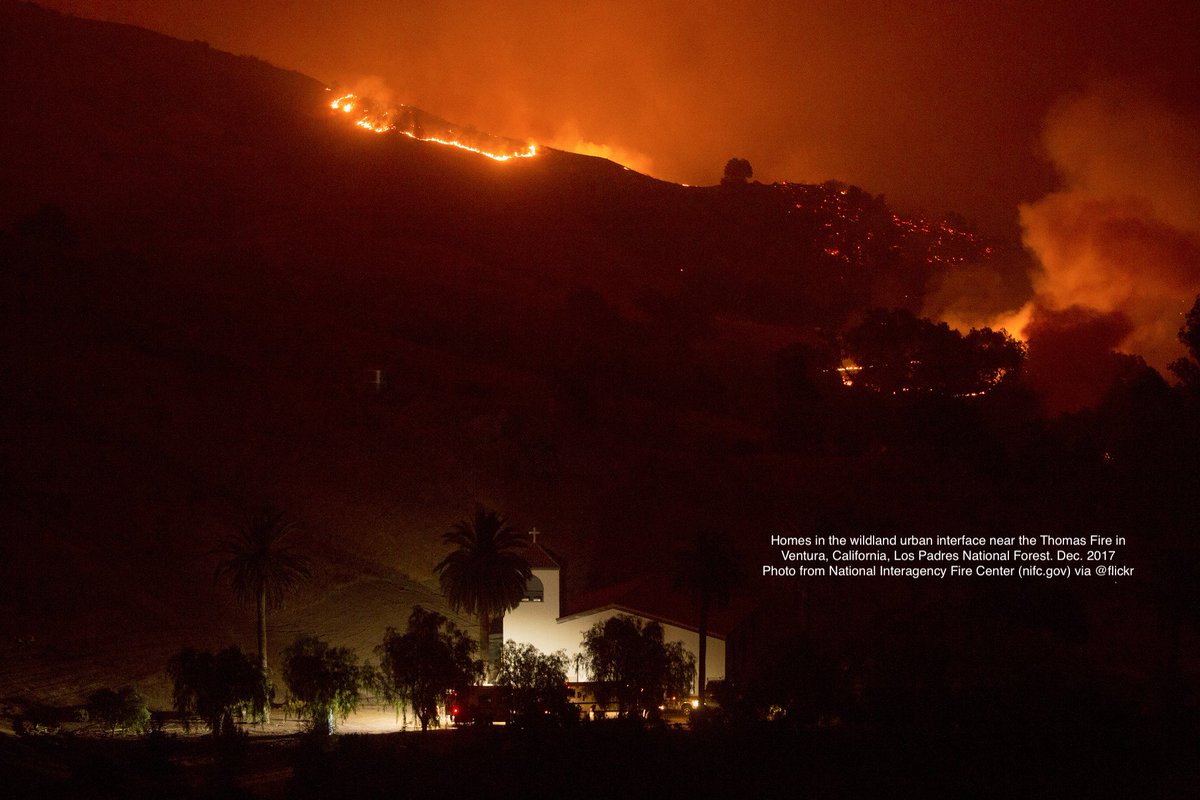 Homes in the wildland urban interface near the Thomas Fire in
Ventura, California, Los Padres National Forest. Dec. 2017
Photo from National Interagency Fire Center (nifc.gov) via @flickr